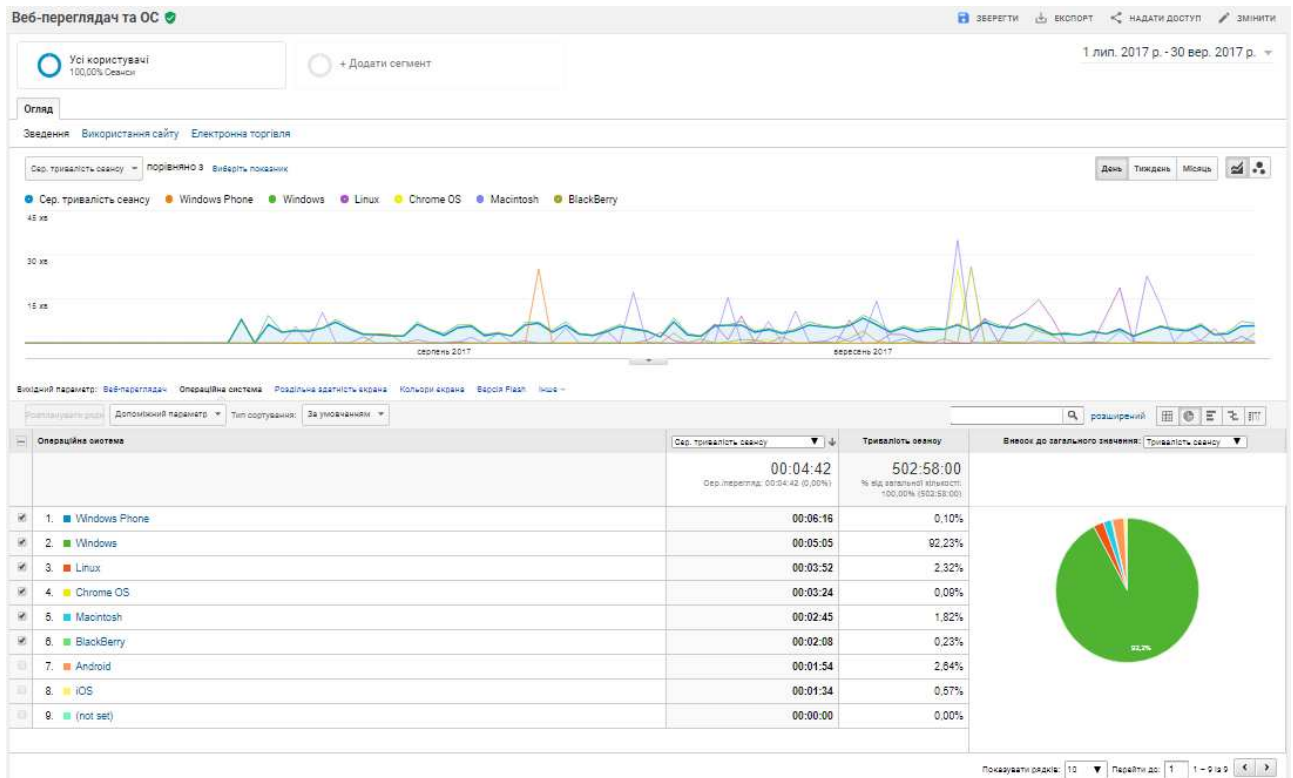 Веб-переглядач та ОС
ЗБЕРЕГТИ ЕКСПОРТ НАДАТИ ДОСТУП ЗМІНИТИ
Усі користувачі
100,00% Сеанси
+ Додати сегмент
1 лип. 2017 р. - 30 вер. 2017 р.
Огляд
Зведення Використання сайту Електронна торгівля
Сер. тривалість сеансу порівняно з Виберіть показник
День Тиждень Місяць
Сер. тривалість сеансу Windows Phone Windows Linux Chrome OS Macintosh BlackBerry
45 хв
30 хв
15 хв
серпень 2017 вересень 2017
Вихідний параметр: Веб-переглядач Операційна система Роздільна здатність екрана Кольори екрана Версія Flash Інше
Розпланувати рядки Допоміжний параметр Тип сортування: За умовчанням
розширений
Операційна система Сер. тривалість сеансу Тривалість сеансу Внесок до загального значення: Тривалість сеансу
00:04:42 502:58:00
Сер./перегляд: 00:04:42 (0,00%) % від загальної кількості: 100,00% (502:58:00)
1. Windows Phone 00:06:16 0,10%
2. Windows 00:05:05 92,23%
3. Linux 00:03:52 2,32%
4. Chrome OS 00:03:24 0,09%
5. Macintosh 00:02:45 1,82%
6. BlackBerry 00:02:08 0,23%
7. Android 00:01:54 2,64%
8. iOS 00:01:34 0,57%
9. (not set) 00:00:00 0,00%
92,2%
Показувати рядків: 10 Перейти до: 1 1 – 9 із 9